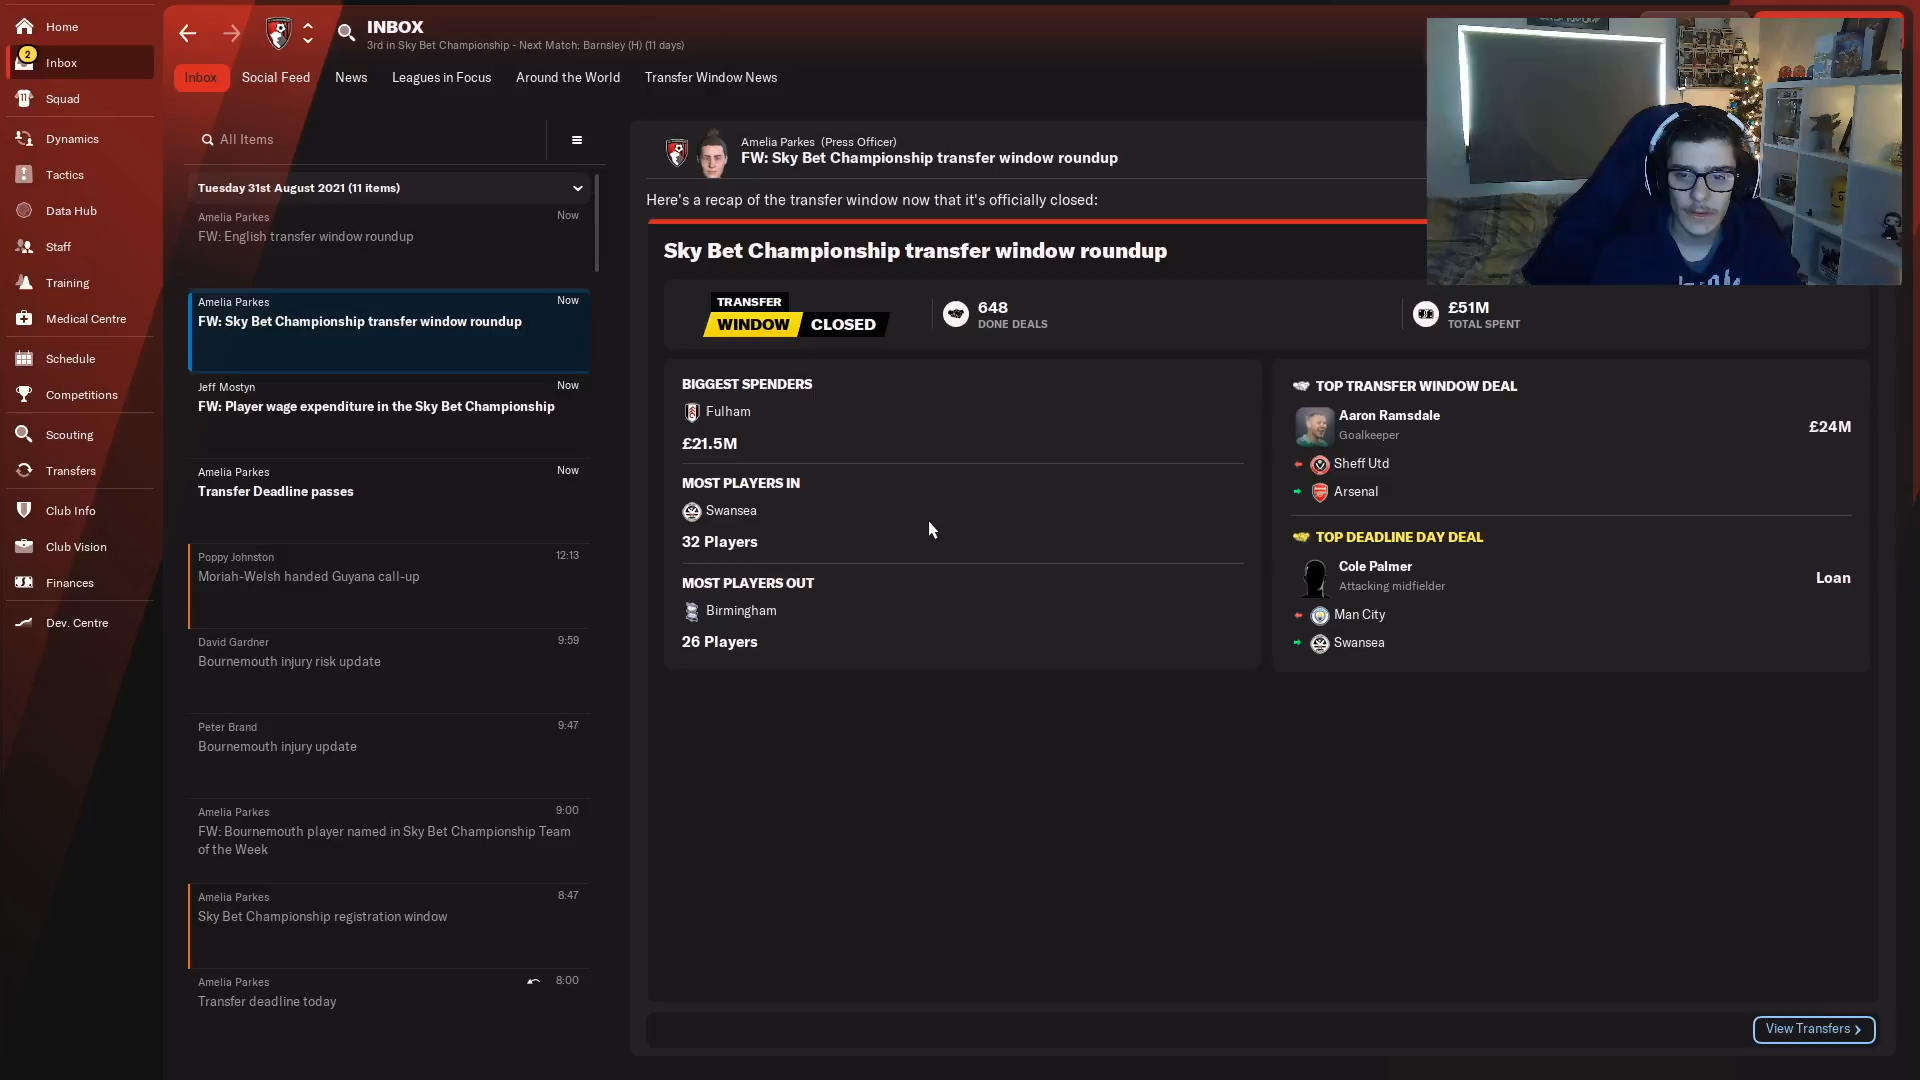 Home
Inbox
2
Squad
Dynamics
Tactics
Data Hub
Staff
Training
Medical Centre
Schedule
Competitions
Scouting
Transfers
Club Info
Club Vision
Finances
Dev. Centre
INBOX
3rd in Sky Bet Championship - Next Match: Barnsley (H) (11 days)
Inbox
Social Feed
News
Leagues in Focus
Around the World
Transfer Window News
All Items
Tuesday 31st August 2021 (11 items)
Amelia Parkes
Now
FW: English transfer window roundup
Amelia Parkes
Now
FW: Sky Bet Championship transfer window roundup
Jeff Mostyn
Now
FW: Player wage expenditure in the Sky Bet Championship
Amelia Parkes
Now
Transfer Deadline passes
Poppy Johnston
12:13
Moriah-Welsh handed Guyana call-up
David Gardner
9:59
Bournemouth injury risk update
Peter Brand
9:47
Bournemouth injury update
Amelia Parkes
9:00
FW: Bournemouth player named in Sky Bet Championship Team
of the Week
Amelia Parkes
8:47
Sky Bet Championship registration window
Amelia Parkes
8:00
Transfer deadline today
Amelia Parkes (Press Officer)
FW: Sky Bet Championship transfer window roundup
Here's a recap of the transfer window now that it's officially closed:
Sky Bet Championship transfer window roundup
TRANSFER
WINDOW CLOSED
648
DONE DEALS
£51M
TOTAL SPENT
BIGGEST SPENDERS
Fulham
£21.5M
MOST PLAYERS IN
Swansea
32 Players
MOST PLAYERS OUT
Birmingham
26 Players
TOP TRANSFER WINDOW DEAL
Aaron Ramsdale
Goalkeeper
£24M
Sheff Utd
Arsenal
TOP DEADLINE DAY DEAL
Cole Palmer
Attacking midfielder
Loan
Man City
Swansea
View Transfers